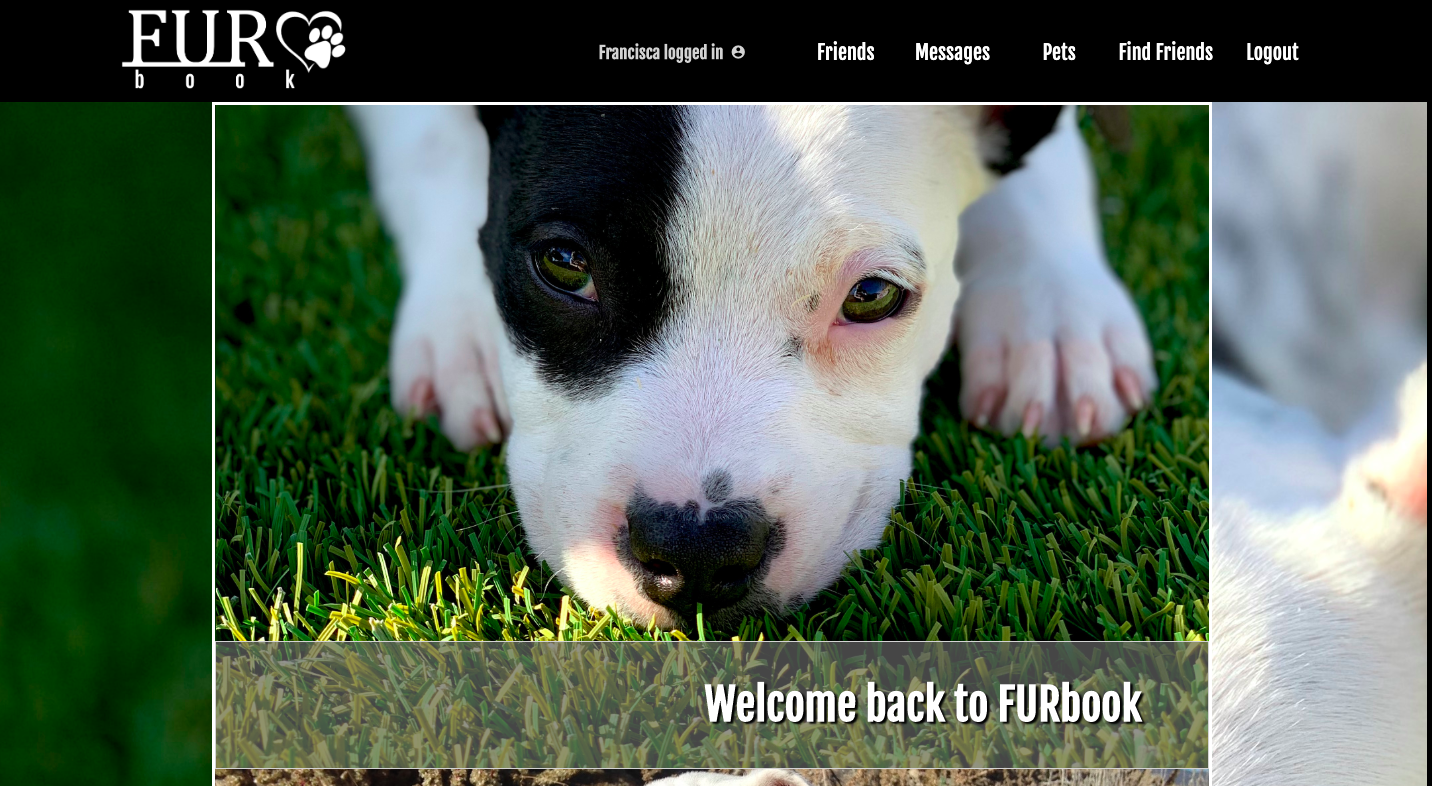 FUR
book
Francisca logged in
Friends
Messages
Pets
Find Friends
Logout
Welcome back to FURbook